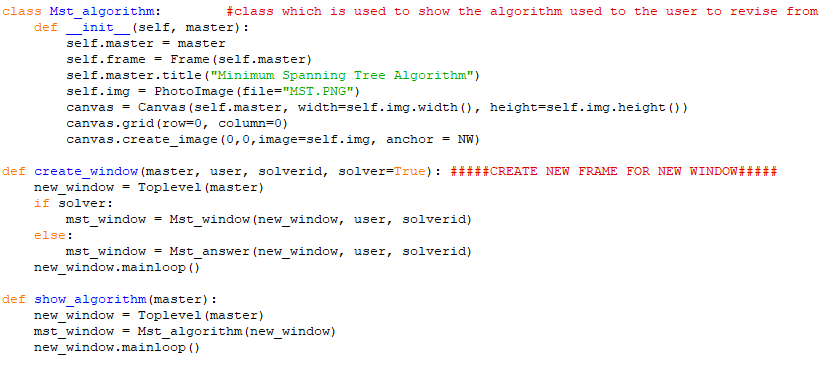 class Mst_algorithm:        #class which is used to show the algorithm used to the user to revise from
    def __init__(self, master):
        self.master = master
        self.frame = Frame(self.master)
        self.master.title("Minimum Spanning Tree Algorithm")
        self.img = PhotoImage(file="MST.PNG")
        canvas = Canvas(self.master, width=self.img.width(), height=self.img.height())
        canvas.grid(row=0, column=0)
        canvas.create_image(0,0,image=self.img, anchor = NW)
def create_window(master, user, solverid, solver=True): #####CREATE NEW FRAME FOR NEW WINDOW#####
    new_window = Toplevel(master)
    if solver:
        mst_window = Mst_window(new_window, user, solverid)
    else:
        mst_window = Mst_answer(new_window, user, solverid)
    new_window.mainloop()
def show_algorithm(master):
    new_window = Toplevel(master)
    mst_window = Mst_algorithm(new_window)
    new_window.mainloop()